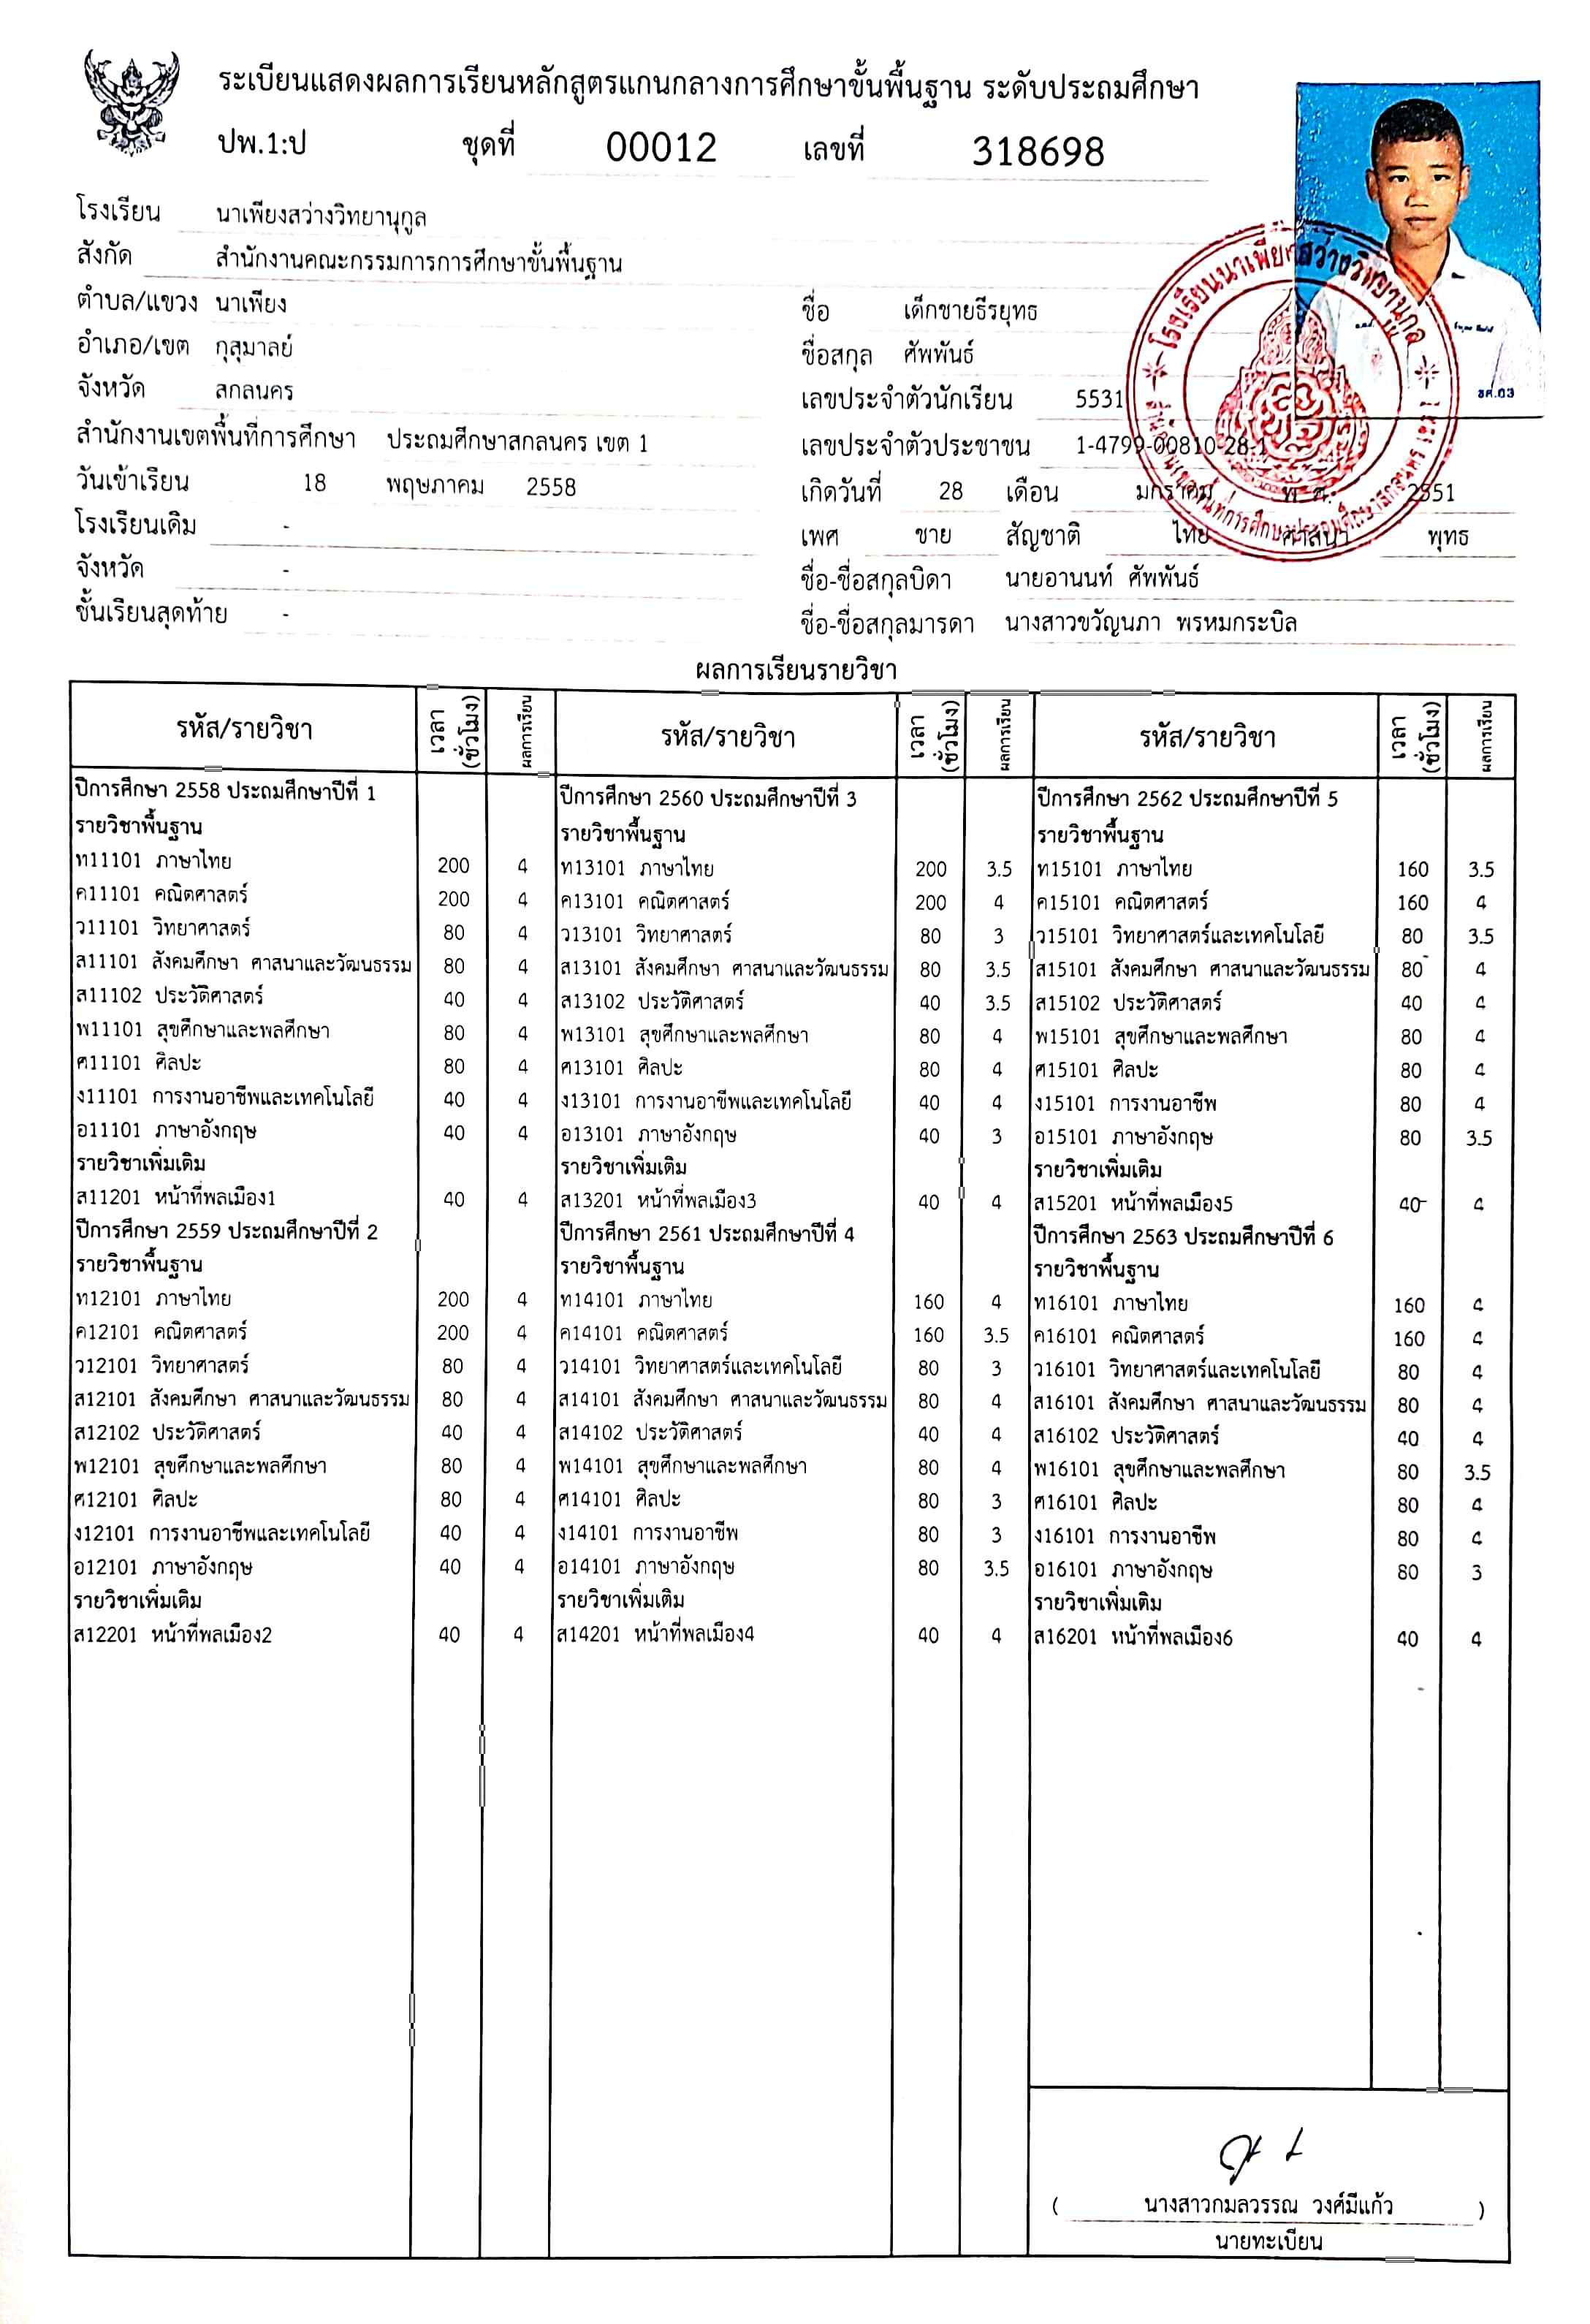 ระเบียนแสดงผลการเรียนหลักสูตรแกนกลางการศึกษาขั้นพื้นฐาน ระดับประถมศึกษา
ปพ.1:ป ชุดที่ 00012 เลขที่ 318698
โรงเรียน นาเพียงสว่างวิทยานุกูล
สังกัด สำนักงานคณะกรรมการการศึกษาขั้นพื้นฐาน
ตำบล/แขวง นาเพียง
อำเภอ/เขต กุสุมาลย์
จังหวัด สกลนคร
สำนักงานเขตพื้นที่การศึกษา ประถมศึกษาสกลนคร เขต 1
วันเข้าเรียน 18 พฤษภาคม 2558
โรงเรียนเดิม -
จังหวัด -
ชั้นเรียนสุดท้าย -
ชื่อ เด็กชายธีรยุทธ
ชื่อสกุล ศัพพันธ์
เลขประจำตัวนักเรียน 5531
เลขประจำตัวประชาชน 1-4799-00810-28-1
เกิดวันที่ 28 เดือน มกราคม พ.ศ. 2551
เพศ ชาย สัญชาติ ไทย ศาสนา พุทธ
ชื่อ-ชื่อสกุลบิดา นายอานนท์ ศัพพันธ์
ชื่อ-ชื่อสกุลมารดา นางสาวขวัญนภา พรหมกระบิล
โรงเรียนนาเพียงสว่างวิทยานุกูล
ผลการเรียนรายวิชา
รหัส/รายวิชา เวลา (ชั่วโมง) ผลการเรียน
ปีการศึกษา 2558 ประถมศึกษาปีที่ 1
รายวิชาพื้นฐาน
ท11101 ภาษาไทย 200 4
ค11101 คณิตศาสตร์ 200 4
ว11101 วิทยาศาสตร์ 80 4
ส11101 สังคมศึกษา ศาสนาและวัฒนธรรม 80 4
ส11102 ประวัติศาสตร์ 40 4
พ11101 สุขศึกษาและพลศึกษา 80 4
ศ11101 ศิลปะ 80 4
ง11101 การงานอาชีพและเทคโนโลยี 40 4
อ11101 ภาษาอังกฤษ 40 4
รายวิชาเพิ่มเติม
ส11201 หน้าที่พลเมือง1 40 4
ปีการศึกษา 2559 ประถมศึกษาปีที่ 2
รายวิชาพื้นฐาน
ท12101 ภาษาไทย 200 4
ค12101 คณิตศาสตร์ 200 4
ว12101 วิทยาศาสตร์ 80 4
ส12101 สังคมศึกษา ศาสนาและวัฒนธรรม 80 4
ส12102 ประวัติศาสตร์ 40 4
พ12101 สุขศึกษาและพลศึกษา 80 4
ศ12101 ศิลปะ 80 4
ง12101 การงานอาชีพและเทคโนโลยี 40 4
อ12101 ภาษาอังกฤษ 40 4
รายวิชาเพิ่มเติม
ส12201 หน้าที่พลเมือง2 40 4
รหัส/รายวิชา เวลา (ชั่วโมง) ผลการเรียน
ปีการศึกษา 2560 ประถมศึกษาปีที่ 3
รายวิชาพื้นฐาน
ท13101 ภาษาไทย 200 3.5
ค13101 คณิตศาสตร์ 200 4
ว13101 วิทยาศาสตร์ 80 3
ส13101 สังคมศึกษา ศาสนาและวัฒนธรรม 80 3.5
ส13102 ประวัติศาสตร์ 40 3.5
พ13101 สุขศึกษาและพลศึกษา 80 4
ศ13101 ศิลปะ 80 4
ง13101 การงานอาชีพและเทคโนโลยี 40 4
อ13101 ภาษาอังกฤษ 40 3
รายวิชาเพิ่มเติม
ส13201 หน้าที่พลเมือง3 40 4
ปีการศึกษา 2561 ประถมศึกษาปีที่ 4
รายวิชาพื้นฐาน
ท14101 ภาษาไทย 160 4
ค14101 คณิตศาสตร์ 160 3.5
ว14101 วิทยาศาสตร์และเทคโนโลยี 80 3
ส14101 สังคมศึกษา ศาสนาและวัฒนธรรม 80 4
ส14102 ประวัติศาสตร์ 40 4
พ14101 สุขศึกษาและพลศึกษา 80 4
ศ14101 ศิลปะ 80 3
ง14101 การงานอาชีพ 80 3
อ14101 ภาษาอังกฤษ 80 3.5
รายวิชาเพิ่มเติม
ส14201 หน้าที่พลเมือง4 40 4
รหัส/รายวิชา เวลา (ชั่วโมง) ผลการเรียน
ปีการศึกษา 2562 ประถมศึกษาปีที่ 5
รายวิชาพื้นฐาน
ท15101 ภาษาไทย 160 3.5
ค15101 คณิตศาสตร์ 160 4
ว15101 วิทยาศาสตร์และเทคโนโลยี 80 3.5
ส15101 สังคมศึกษา ศาสนาและวัฒนธรรม 80 4
ส15102 ประวัติศาสตร์ 40 4
พ15101 สุขศึกษาและพลศึกษา 80 4
ศ15101 ศิลปะ 80 4
ง15101 การงานอาชีพ 80 4
อ15101 ภาษาอังกฤษ 80 3.5
รายวิชาเพิ่มเติม
ส15201 หน้าที่พลเมือง5 40 4
ปีการศึกษา 2563 ประถมศึกษาปีที่ 6
รายวิชาพื้นฐาน
ท16101 ภาษาไทย 160 4
ค16101 คณิตศาสตร์ 160 4
ว16101 วิทยาศาสตร์และเทคโนโลยี 80 4
ส16101 สังคมศึกษา ศาสนาและวัฒนธรรม 80 4
ส16102 ประวัติศาสตร์ 40 4
พ16101 สุขศึกษาและพลศึกษา 80 3.5
ศ16101 ศิลปะ 80 4
ง16101 การงานอาชีพ 80 4
อ16101 ภาษาอังกฤษ 80 3
รายวิชาเพิ่มเติม
ส16201 หน้าที่พลเมือง6 40 4
( นางสาวกมลวรรณ วงศ์มีแก้ว )
นายทะเบียน